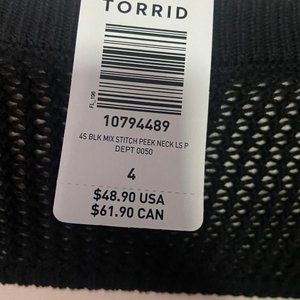 TORRID
FL_196
10794489
4S BLK MIX STITCH PEEK NECK LS P
DEPT 0050
4
$48.90 USA
$61.90 CAN